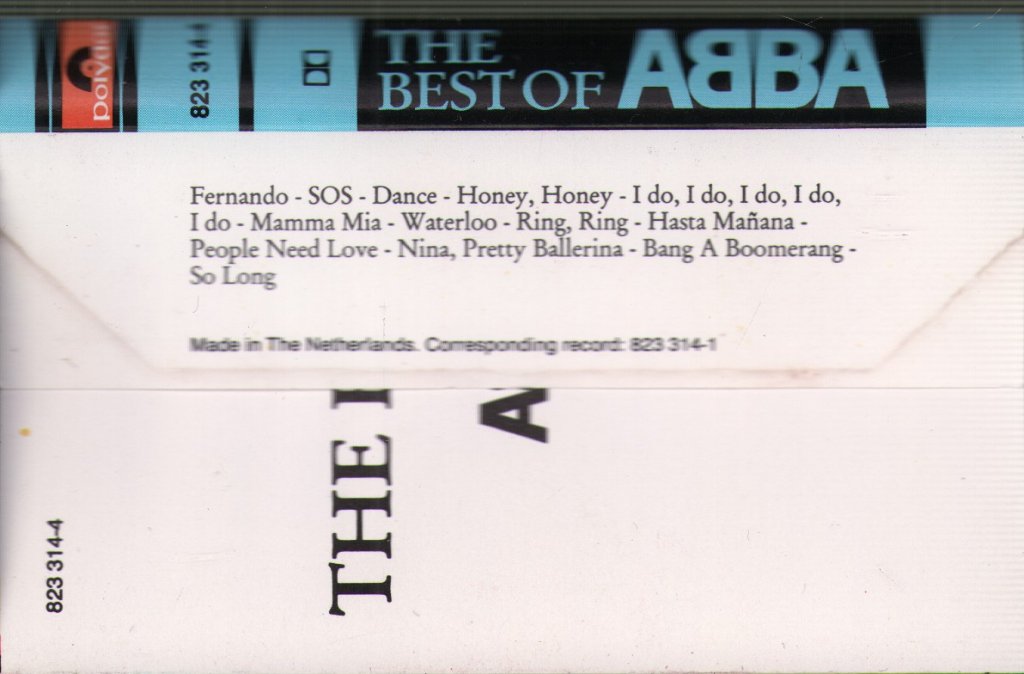 polydor
823 314-4
THE
BEST OF ABBA
Fernando - SOS - Dance - Honey, Honey - I do, I do, I do, I do,
I do - Mamma Mia - Waterloo - Ring, Ring - Hasta Mañana -
People Need Love - Nina, Pretty Ballerina - Bang A Boomerang -
So Long
Made in The Netherlands. Corresponding record: 823 314-1
THE
823 314-4